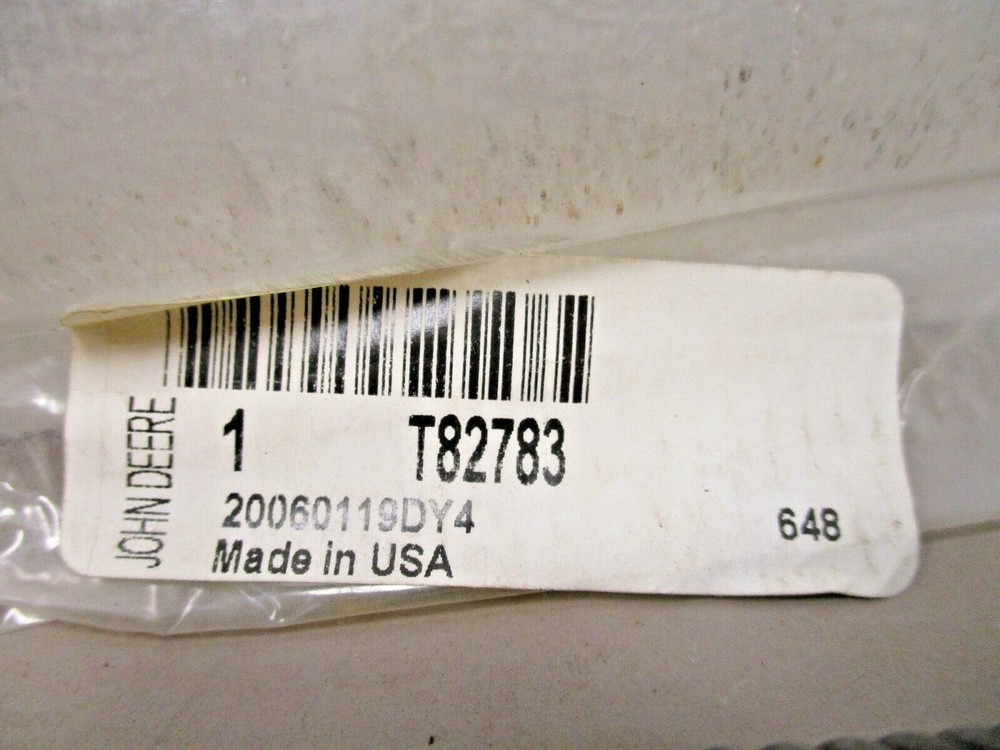 JOHN DEERE
1 T82783
20060119DY4
648
Made in USA